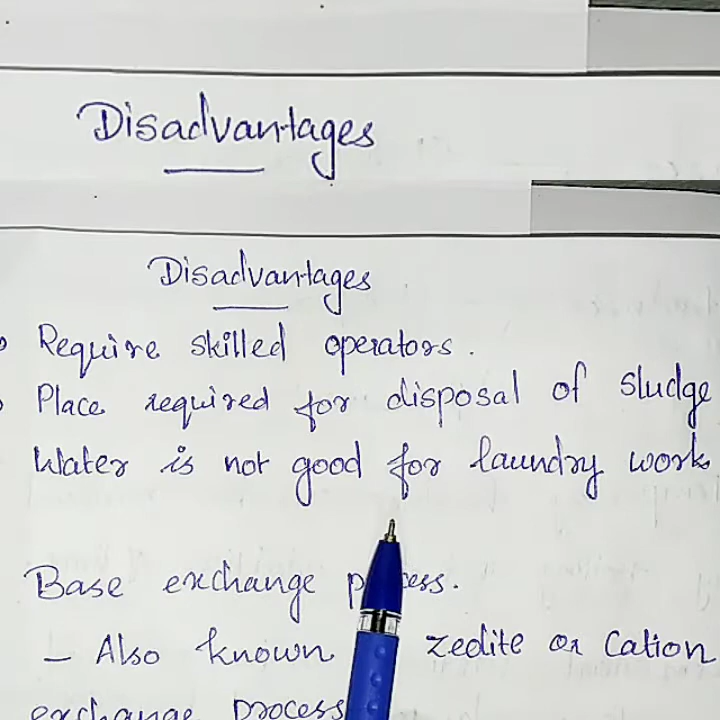 Disadvantages
Disadvantages
Require skilled operators.
Place required for disposal of sludge
Water is not good for laundry work
Base exchange process.
- Also known zeolite or Cation
exchange process